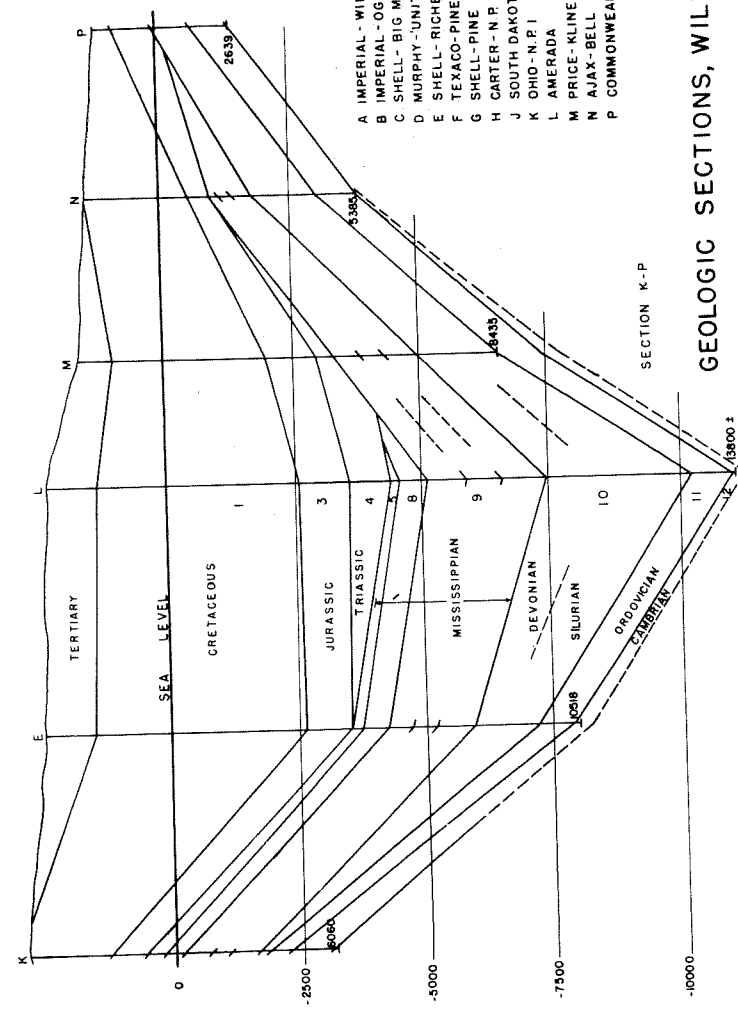 K
E
L
M
N
P
TERTIARY
SEA LEVEL
CRETACEOUS
JURASSIC
TRIASSIC
MISSISSIPPIAN
DEVONIAN
SILURIAN
ORDOVICIAN
CAMBRIAN
1
3
4
5
8
9
10
11
12
0
-2500
-5000
-7500
-10000
6060
10518
13800 ±
8435
5385
2639
A IMPERIAL-WI
B IMPERIAL-OG
C SHELL-BIG M
D MURPHY-UNIT
E SHELL-RICHE
F TEXACO-PINE
G SHELL-PINE
H CARTER-N.P.
J SOUTH DAKOT
K OHIO-N.P.I
L AMERADA
M PRICE-KLINE
N AJAX-BELL
P COMMONWEA
SECTION K-P
GEOLOGIC SECTIONS, WIL